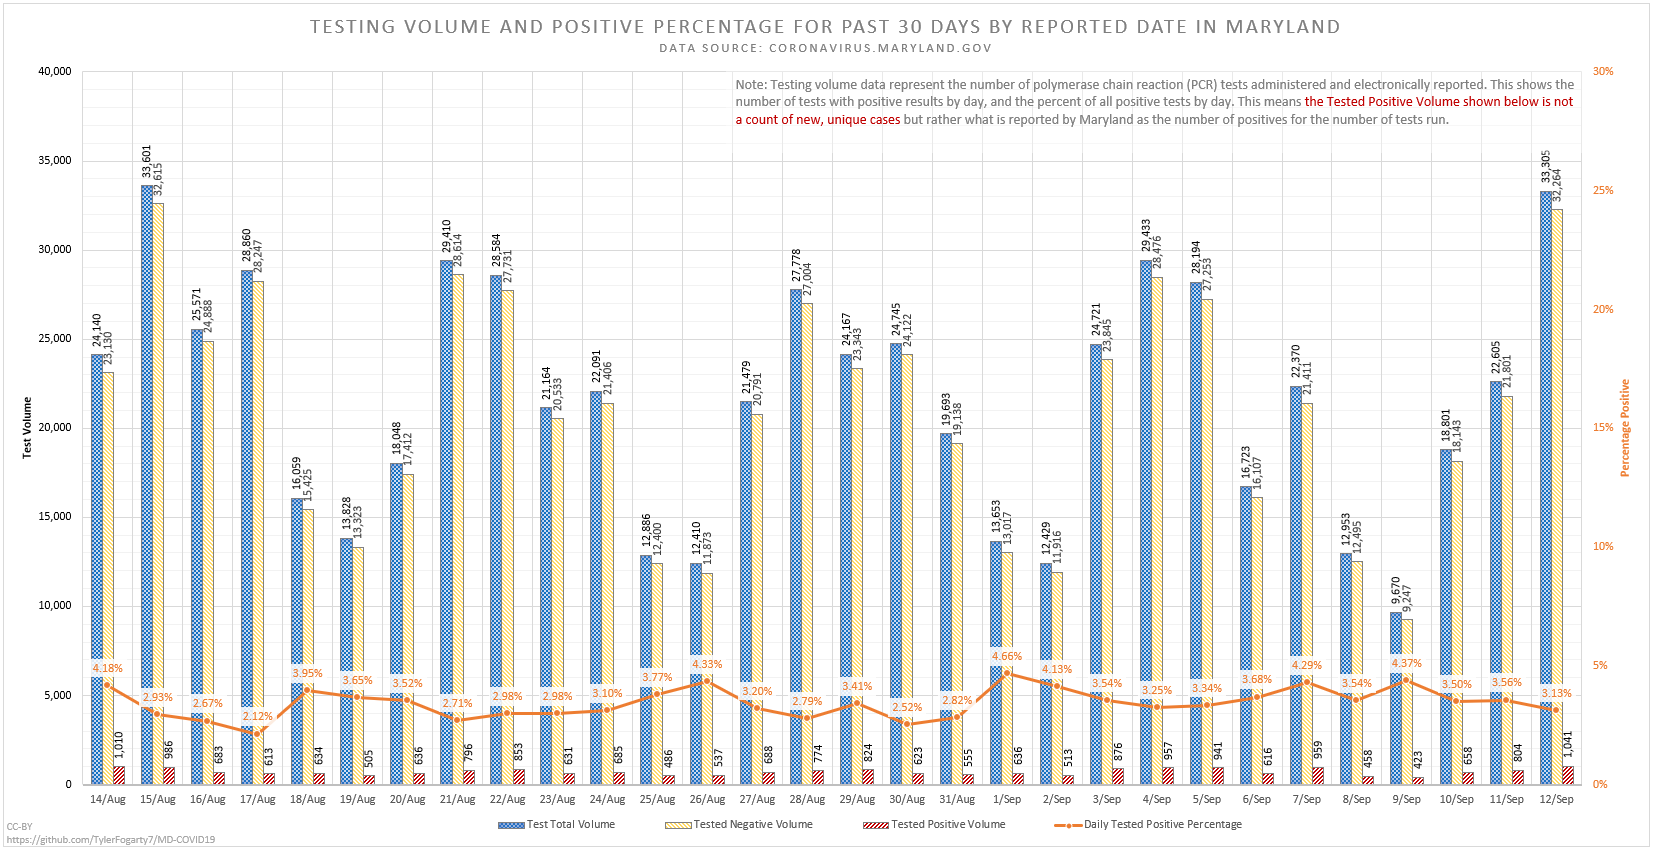 TESTING VOLUME AND POSITIVE PERCENTAGE FOR PAST 30 DAYS BY REPORTED DATE IN MARYLAND
DATA SOURCE: CORONAVIRUS.MARYLAND.GOV
Note: Testing volume data represent the number of polymerase chain reaction (PCR) tests administered and electronically reported. This shows the
number of tests with positive results by day, and the percent of all positive tests by day. This means the Tested Positive Volume shown below is not
a count of new, unique cases but rather what is reported by Maryland as the number of positives for the number of tests run.
Test Volume
40,000
35,000
30,000
25,000
20,000
15,000
10,000
5,000
0
24,140 33,601 25,571 28,860 16,059 13,828 18,048 29,410 28,584 21,164 22,091 12,886 12,410 21,479 27,778 24,167 24,745 19,693 13,653 12,429 24,721 29,433 28,194 16,723 22,370 12,953 9,670 18,801 22,605 33,305
23,130 32,615 24,888 28,247 15,425 13,323 17,412 28,614 27,731 20,533 21,406 12,400 11,873 20,791 27,004 23,343 24,122 19,138 13,017 11,916 23,845 28,476 27,253 16,107 21,411 12,495 9,247 18,143 21,801 32,264
4.18% 2.93% 2.67% 2.12% 3.95% 3.65% 3.52% 2.71% 2.98% 2.98% 3.10% 3.77% 4.33% 3.20% 2.79% 3.41% 2.52% 2.82% 4.66% 4.13% 3.54% 3.25% 3.34% 3.68% 4.29% 3.54% 4.37% 3.50% 3.56% 3.13%
1,010 986 683 613 634 505 636 796 853 631 685 486 537 688 774 824 623 555 636 513 876 957 941 616 959 458 423 658 804 1,041
14/Aug 15/Aug 16/Aug 17/Aug 18/Aug 19/Aug 20/Aug 21/Aug 22/Aug 23/Aug 24/Aug 25/Aug 26/Aug 27/Aug 28/Aug 29/Aug 30/Aug 31/Aug 1/Sep 2/Sep 3/Sep 4/Sep 5/Sep 6/Sep 7/Sep 8/Sep 9/Sep 10/Sep 11/Sep 12/Sep
30%
25%
20%
15%
10%
5%
0%
Percentage Positive
Test Total Volume Tested Negative Volume Tested Positive Volume Daily Tested Positive Percentage
CC-BY
https://github.com/TylerFogarty7/MD-COVID19